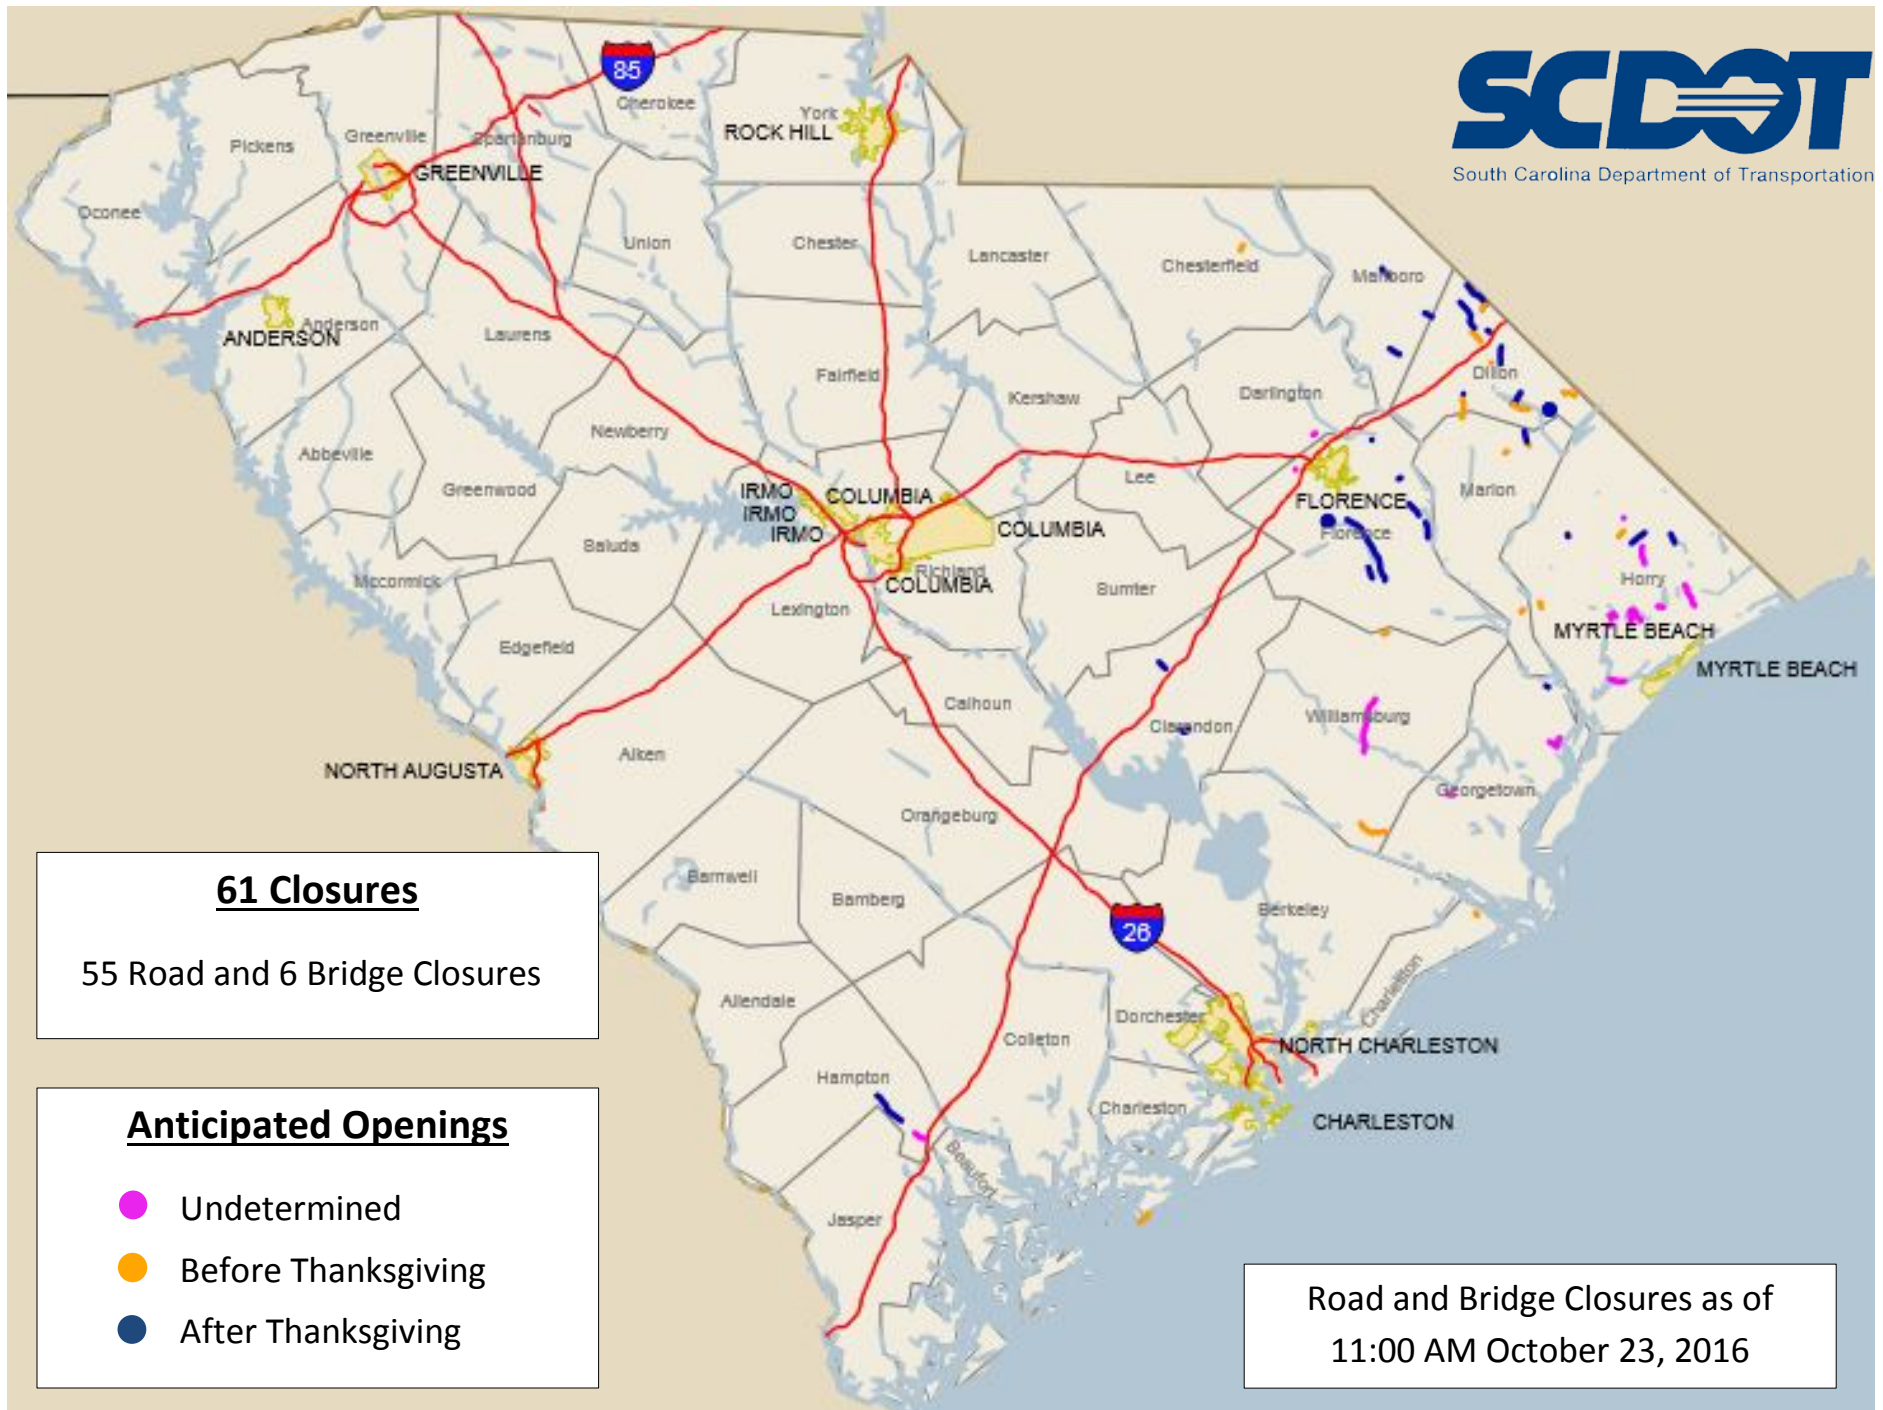 SCDOT
South Carolina Department of Transportation
85
Cherokee
York
ROCK HILL
Greenville
Spartanburg
Pickens
GREENVILLE
Oconee
Union
Chester
Lancaster
Chesterfield
Marlboro
Anderson
ANDERSON
Laurens
Fairfield
Kershaw
Darlington
Dillon
Newberry
Abbeville
Greenwood
Lee
Marion
IRMO
IRMO
IRMO
COLUMBIA
COLUMBIA
FLORENCE
Florence
Saluda
Richland
COLUMBIA
Mccormick
Lexington
Sumter
Horry
MYRTLE BEACH
MYRTLE BEACH
Edgefield
Calhoun
Clarendon
Williamsburg
Aiken
NORTH AUGUSTA
Georgetown
Orangeburg
Barnwell
Bamberg
26
Berkeley
Allendale
Dorchester
Charleston
Colleton
NORTH CHARLESTON
Hampton
Charleston
CHARLESTON
Beaufort
Jasper
61 Closures
55 Road and 6 Bridge Closures
Anticipated Openings
Undetermined
Before Thanksgiving
After Thanksgiving
Road and Bridge Closures as of
11:00 AM October 23, 2016